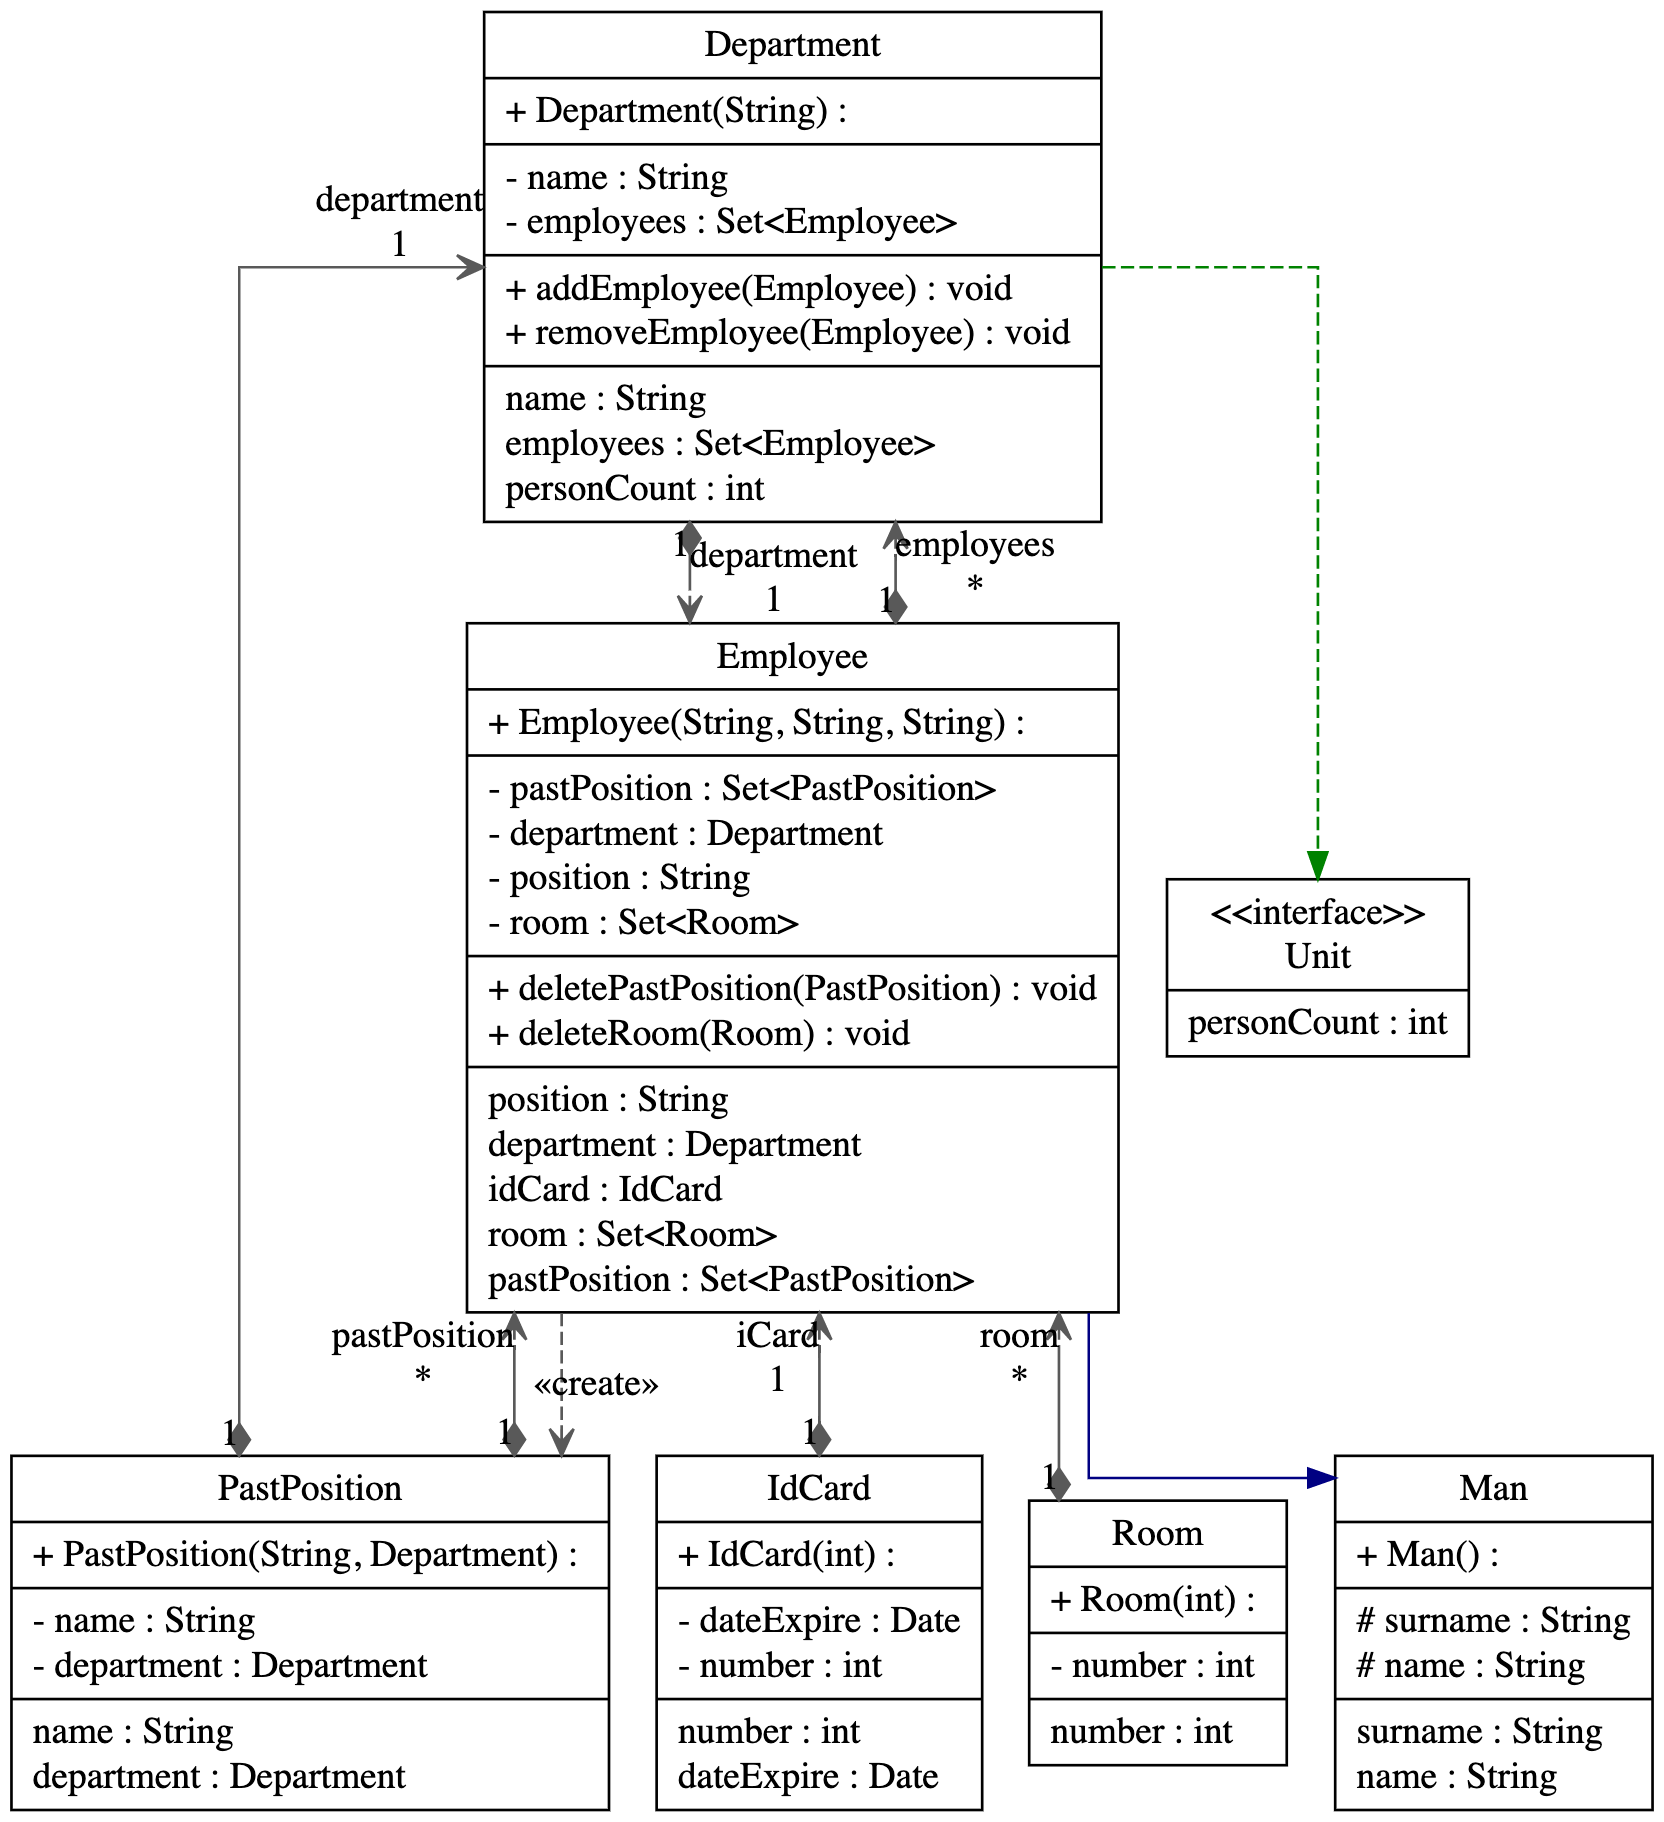 Department
+ Department(String) :
- name : String
- employees : Set<Employee>
+ addEmployee(Employee) : void
+ removeEmployee(Employee) : void
name : String
employees : Set<Employee>
personCount : int
department
1
1
department
1
employees
*
1
Employee
+ Employee(String, String, String) :
- pastPosition : Set<PastPosition>
- department : Department
- position : String
- room : Set<Room>
+ deletePastPosition(PastPosition) : void
+ deleteRoom(Room) : void
position : String
department : Department
idCard : IdCard
room : Set<Room>
pastPosition : Set<PastPosition>
<<interface>>
Unit
personCount : int
pastPosition
*
«create»
iCard
1
room
*
1
1
1
1
PastPosition
+ PastPosition(String, Department) :
- name : String
- department : Department
name : String
department : Department
IdCard
+ IdCard(int) :
- dateExpire : Date
- number : int
number : int
dateExpire : Date
Room
+ Room(int) :
- number : int
number : int
Man
+ Man() :
# surname : String
# name : String
surname : String
name : String